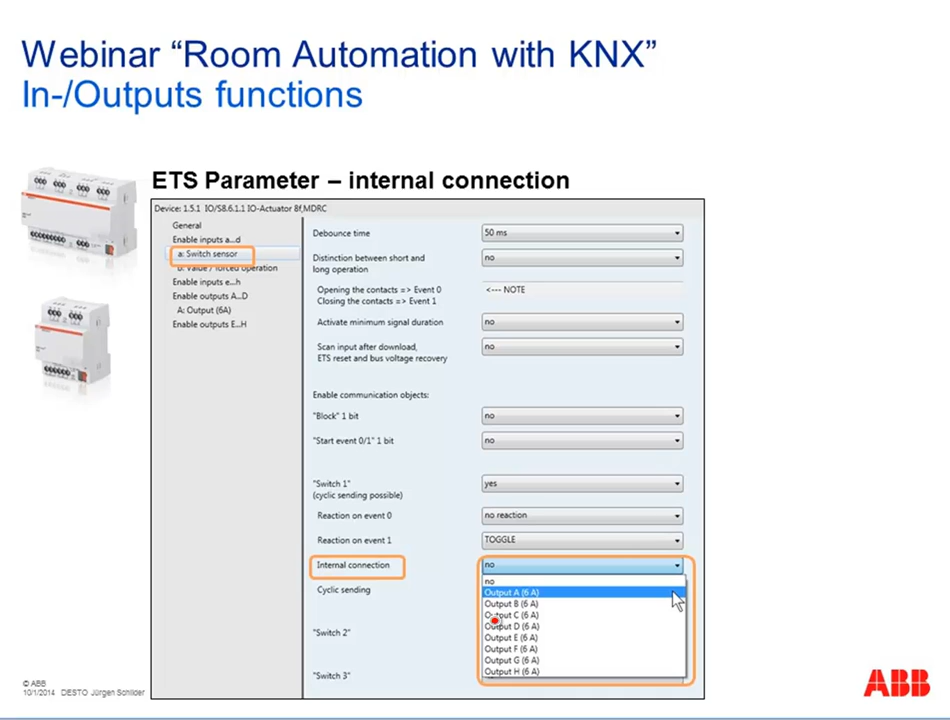 Webinar “Room Automation with KNX”
In-/Outputs functions
ETS Parameter – internal connection
Device: 1.5.1 IO/S8.6.1.1 IO-Actuator 8f,MDRC
General
Enable inputs a...d
a: Switch sensor
b: Value / forced operation
Enable inputs e...h
Enable outputs A...D
A: Output (6A)
Enable outputs E...H
Debounce time
50 ms
Distinction between short and
long operation
no
Opening the contacts => Event 0
Closing the contacts => Event 1
<--- NOTE
Activate minimum signal duration
no
Scan input after download,
ETS reset and bus voltage recovery
no
Enable communication objects:
"Block" 1 bit
no
"Start event 0/1" 1 bit
no
"Switch 1"
(cyclic sending possible)
yes
Reaction on event 0
no reaction
Reaction on event 1
TOGGLE
Internal connection
no
no
Output A (6 A)
Output B (6 A)
Output C (6 A)
Output D (6 A)
Output E (6 A)
Output F (6 A)
Output G (6 A)
Output H (6 A)
Cyclic sending
"Switch 2"
"Switch 3"
© ABB
10/1/2014 DESTO Jürgen Schilder
ABB